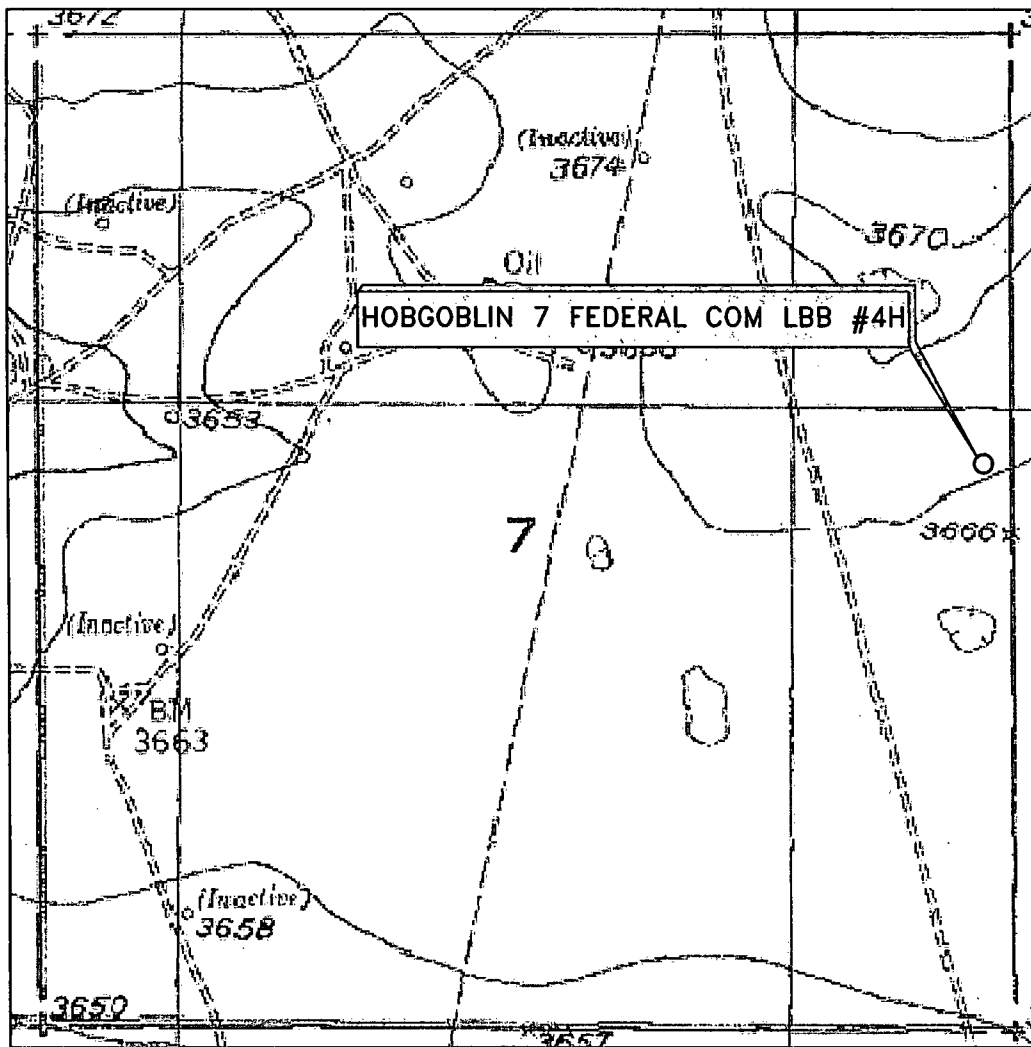 3672
(Inactive)
3674
(Inactive)
3670
Oil
HOBGOBLIN 7 FEDERAL COM LBB #4H
3653
7
3666
(Inactive)
BM
3663
(Inactive)
3658
3659
3657